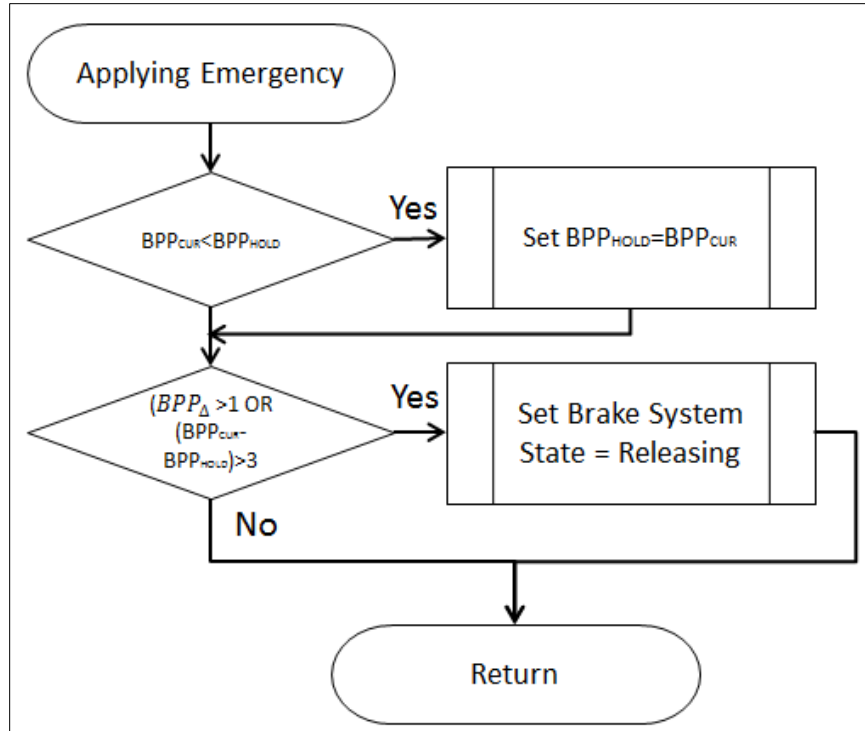 Applying Emergency
BPPCUR<BPPHOLD
Yes
Set BPPHOLD=BPPCUR
(BPPΔ >1 OR
(BPPCUR-
BPPHOLD)>3
Yes
Set Brake System
State = Releasing
No
Return